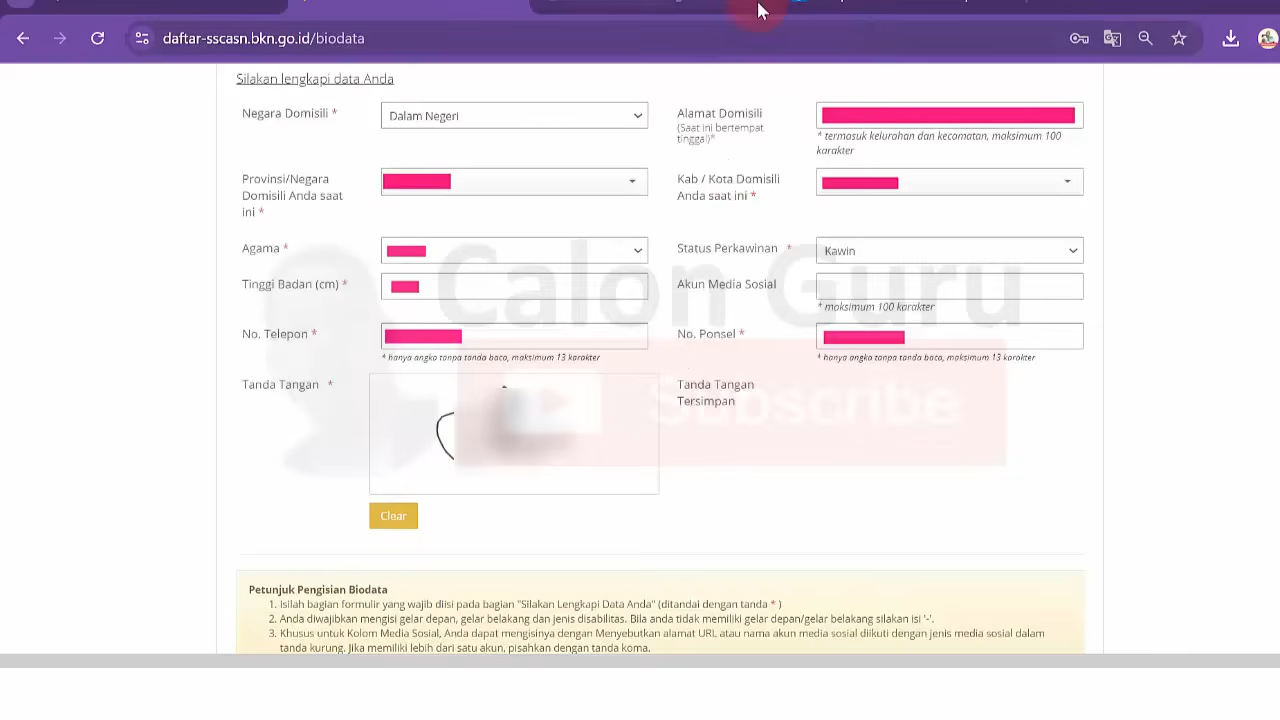 daftar-sscasn.bkn.go.id/biodata
Silakan lengkapi data Anda
Negara Domisili *
Dalam Negeri
Alamat Domisili
(Saat ini bertempat
tinggal)*
* termasuk kelurahan dan kecamatan, maksimum 100
karakter
Provinsi/Negara
Domisili Anda saat
ini *
Kab / Kota Domisili
Anda saat ini *
Agama *
Status Perkawinan *
Kawin
Tinggi Badan (cm) *
Akun Media Sosial
* maksimum 100 karakter
No. Telepon *
* hanya angka tanpa tanda baca, maksimum 13 karakter
No. Ponsel *
* hanya angka tanpa tanda baca, maksimum 13 karakter
Tanda Tangan *
Tanda Tangan
Tersimpan
Calon Guru
Subscribe
Clear
Petunjuk Pengisian Biodata
1. Isilah bagian formulir yang wajib diisi pada bagian "Silakan Lengkapi Data Anda" (ditandai dengan tanda * )
2. Anda diwajibkan mengisi gelar depan, gelar belakang dan jenis disabilitas. Bila anda tidak memiliki gelar depan/gelar belakang silakan isi '-'.
3. Khusus untuk Kolom Media Sosial, Anda dapat mengisinya dengan Menyebutkan alamat URL atau nama akun media sosial diikuti dengan jenis media sosial dalam
tanda kurung. Jika memiliki lebih dari satu akun, pisahkan dengan tanda koma.